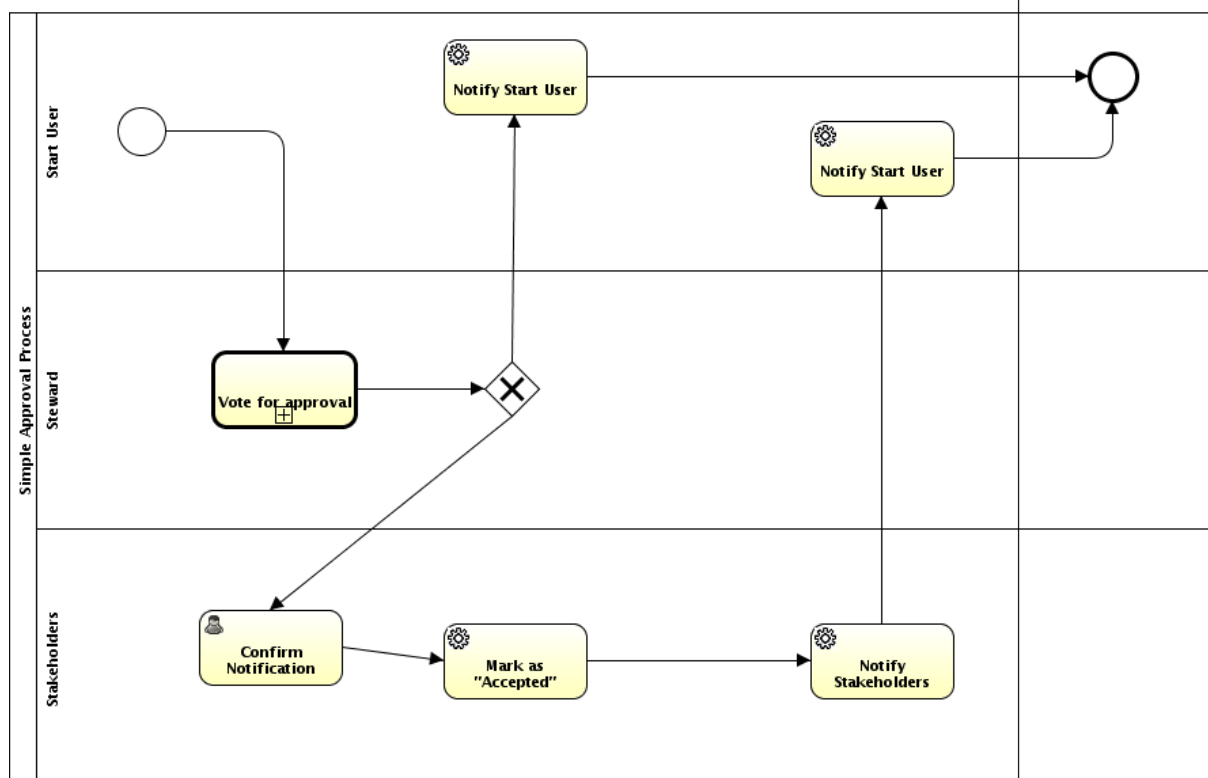 Simple Approval Process
Start User
Notify Start User
Notify Start User
Steward
Vote for approval
Stakeholders
Confirm
Notification
Mark as
"Accepted"
Notify
Stakeholders